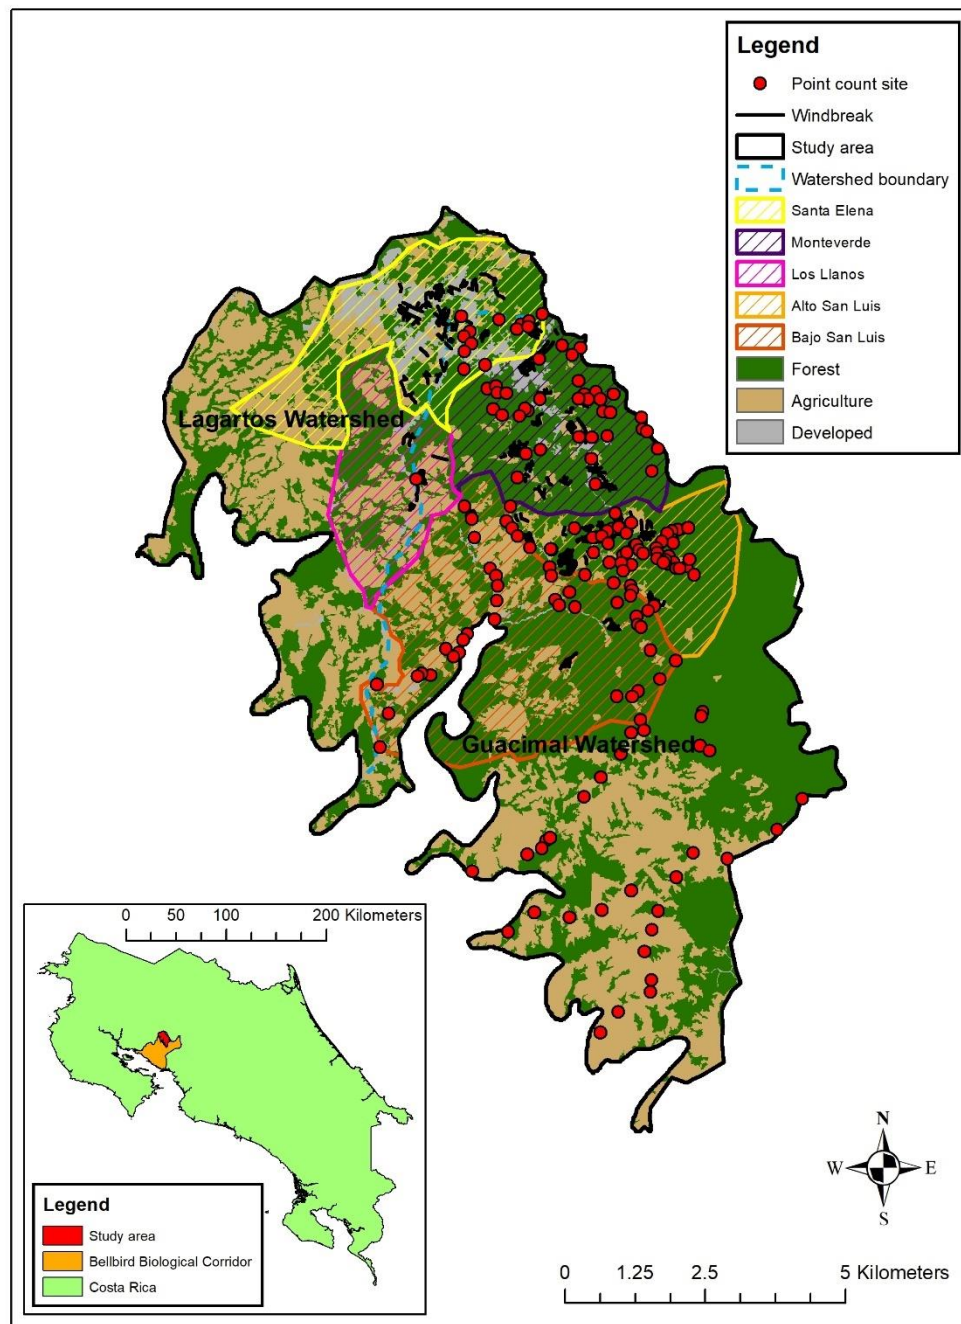 Legend
Point count site
Windbreak
Study area
Watershed boundary
Santa Elena
Monteverde
Los Llanos
Alto San Luis
Bajo San Luis
Forest
Agriculture
Developed
Lagartos Watershed
Guacimal Watershed
0 50 100 200 Kilometers
Legend
Study area
Bellbird Biological Corridor
Costa Rica
N
W E
S
0 1.25 2.5 5 Kilometers